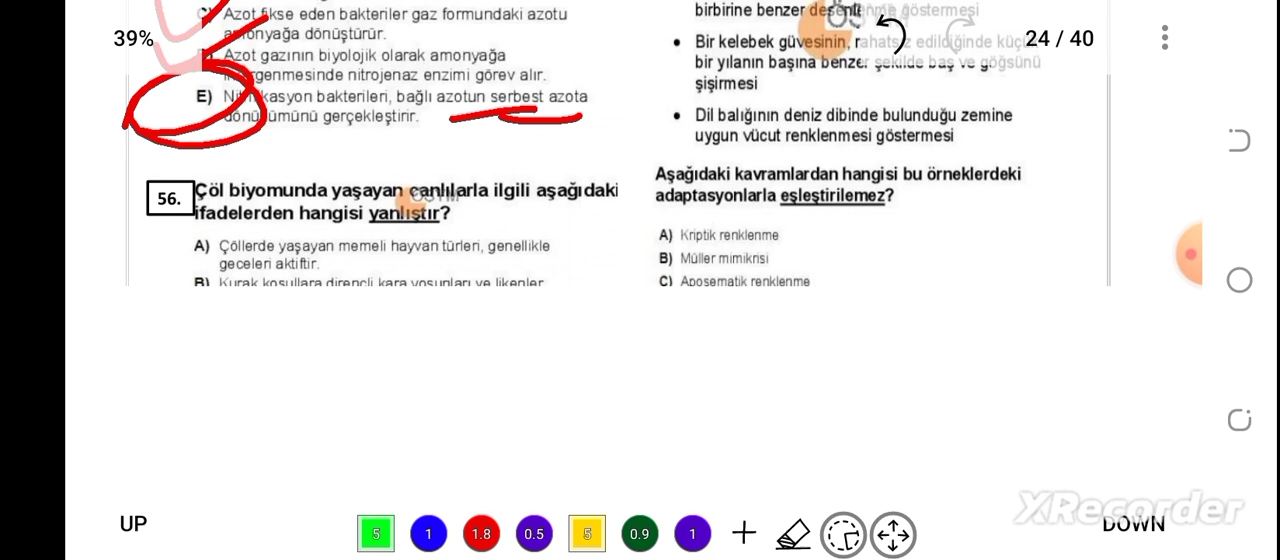 39%
24 / 40
C) Azot fikse eden bakteriler gaz formundaki azotu
amonyağa dönüştürür.
Azot gazının biyolojik olarak amonyağa
nitrojenaz enzimi görev alır.
E) bakterileri, bağlı azotun serbest azota
dönüşümünü gerçekleştirir.
56. Çöl biyomunda yaşayan canlılarla ilgili aşağıdaki
ifadelerden hangisi yanlıştır?
A) Çöllerde yaşayan memeli hayvan türleri, genellikle
geceleri aktiftir.
B) Kurak koşullara dirençli kara yosunları ve likenler
birbirine benzer desenlenme göstermesi
• Bir kelebek güvesinin, rahatsız edildiğinde
bir yılanın başına benzer şekilde baş ve göğsünü
şişirmesi
• Dil balığının deniz dibinde bulunduğu zemine
uygun vücut renklenmesi göstermesi
Aşağıdaki kavramlardan hangisi bu örneklerdeki
adaptasyonlarla eşleştirilemez?
A) Kriptik renklenme
B) Müller mimikrisi
C) Aposematik renklenme
UP
5 1 1.8 0.5 5 0.9 1
XRecorder
DOWN